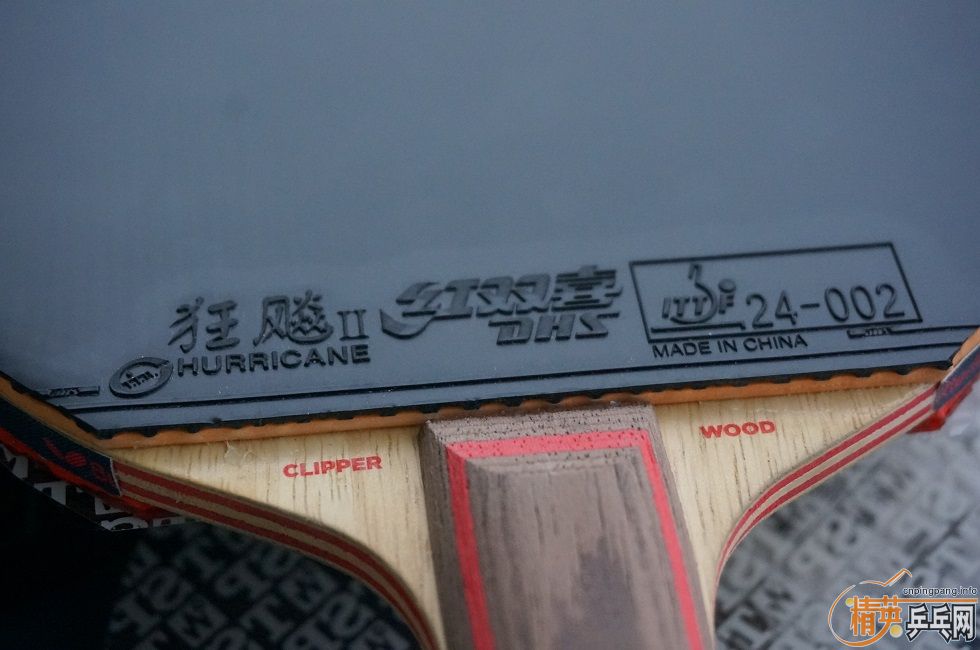 狂飚II
HURRICANE
红双喜
DHS
ITTF 24-002
MADE IN CHINA
CLIPPER
WOOD
cnpingpang.info
精英乒乓网